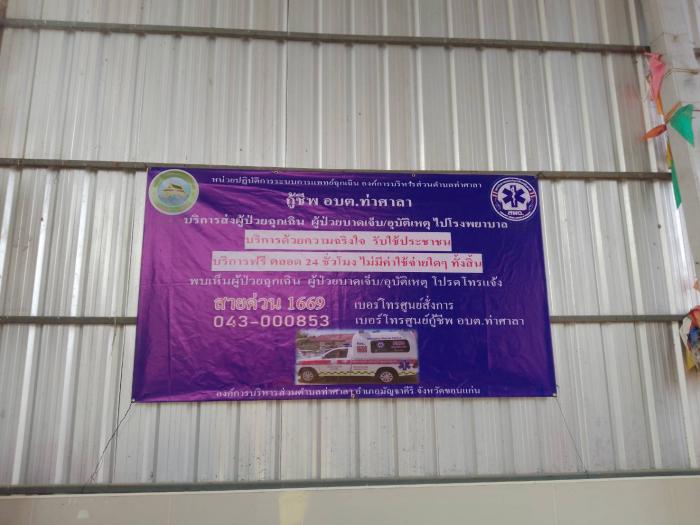 หน่วยปฏิบัติการระบบการแพทย์ฉุกเฉิน องค์การบริหารส่วนตำบลท่าศาลา
กู้ชีพ อบต.ท่าศาลา
บริการส่งผู้ป่วยฉุกเฉิน ผู้ป่วยบาดเจ็บ/อุบัติเหตุ ไปโรงพยาบาล
บริการด้วยความจริงใจ รับใช้ประชาชน
บริการฟรี ตลอด 24 ชั่วโมง ไม่มีค่าใช้จ่ายใดๆ ทั้งสิ้น
พบเห็นผู้ป่วยฉุกเฉิน ผู้ป่วยบาดเจ็บ/อุบัติเหตุ โปรดโทรแจ้ง
สายด่วน 1669 เบอร์โทรศูนย์สั่งการ
043-000853 เบอร์โทรศูนย์กู้ชีพ อบต.ท่าศาลา
องค์การบริหารส่วนตำบลท่าศาลา อำเภอมัญจาคีรี จังหวัดขอนแก่น